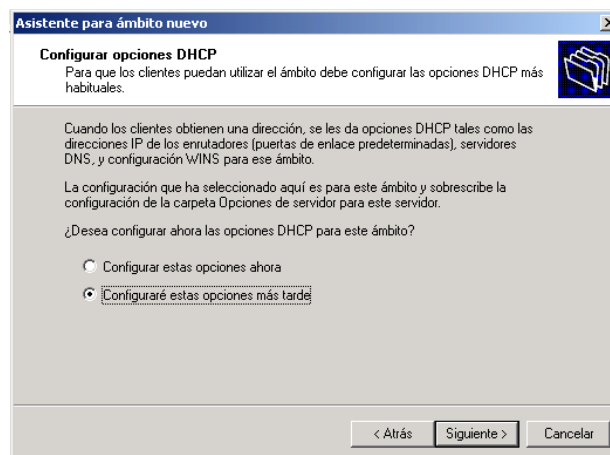 Asistente para ámbito nuevo
Configurar opciones DHCP
Para que los clientes puedan utilizar el ámbito debe configurar las opciones DHCP más
habituales.
Cuando los clientes obtienen una dirección, se les da opciones DHCP tales como las
direcciones IP de los enrutadores (puertas de enlace predeterminadas), servidores
DNS, y configuración WINS para ese ámbito.
La configuración que ha seleccionado aquí es para este ámbito y sobrescribe la
configuración de la carpeta Opciones de servidor para este servidor.
¿Desea configurar ahora las opciones DHCP para este ámbito?
Configurar estas opciones ahora
Configuraré estas opciones más tarde
< Atrás
Siguiente >
Cancelar